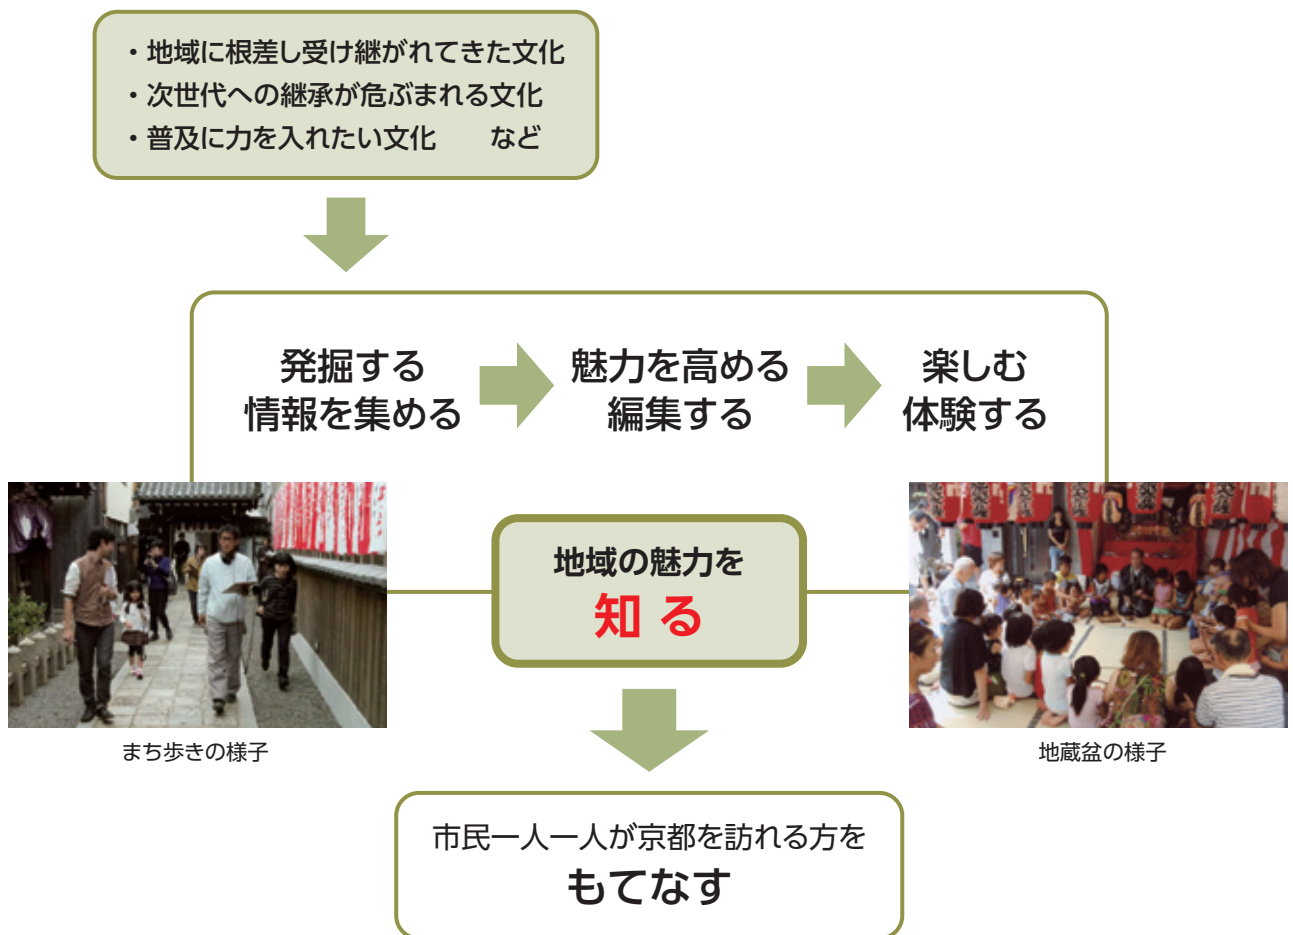 ・地域に根差し受け継がれてきた文化
・次世代への継承が危ぶまれる文化
・普及に力を入れたい文化　　など
発掘する
情報を集める
魅力を高める
編集する
楽しむ
体験する
地域の魅力を
知る
まち歩きの様子
地蔵盆の様子
市民一人一人が京都を訪れる方を
もてなす